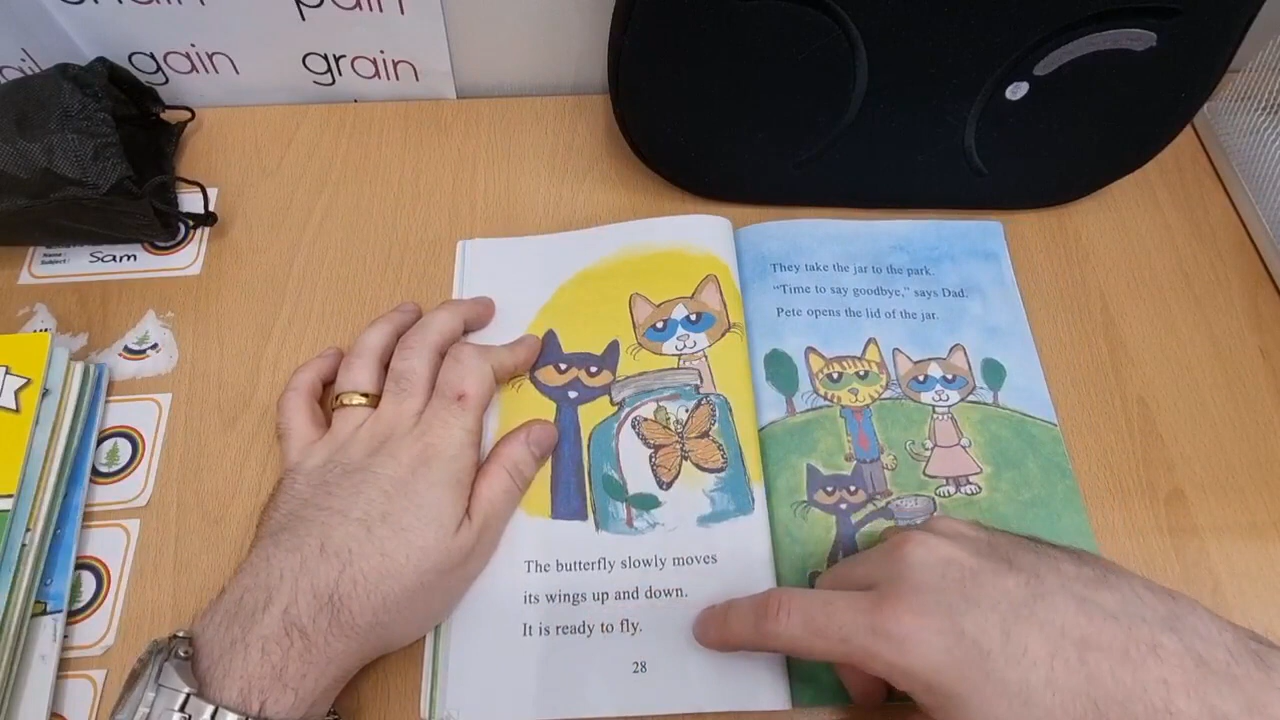 gain grain
Name:
Subject: Sam
The butterfly slowly moves
its wings up and down.
It is ready to fly.
28
They take the jar to the park.
“Time to say goodbye,” says Dad.
Pete opens the lid of the jar.